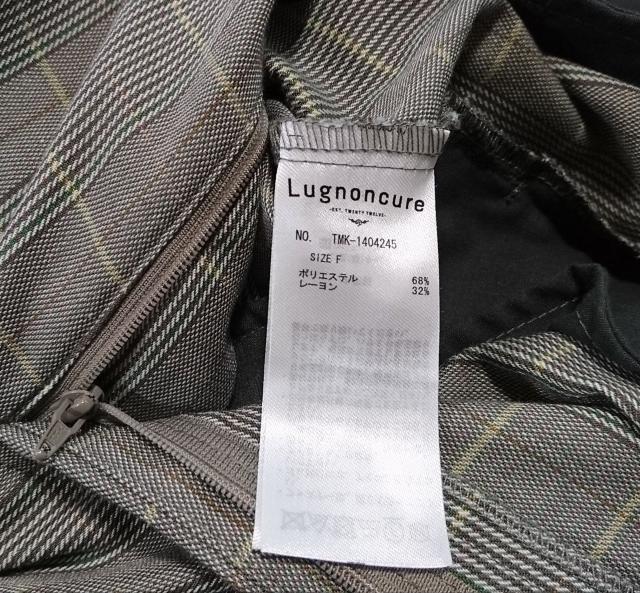 Lugnoncure
-EST. TWENTY TWELVE-
NO. TMK-1404245
SIZE F
ポリエステル 68%
レーヨン 32%